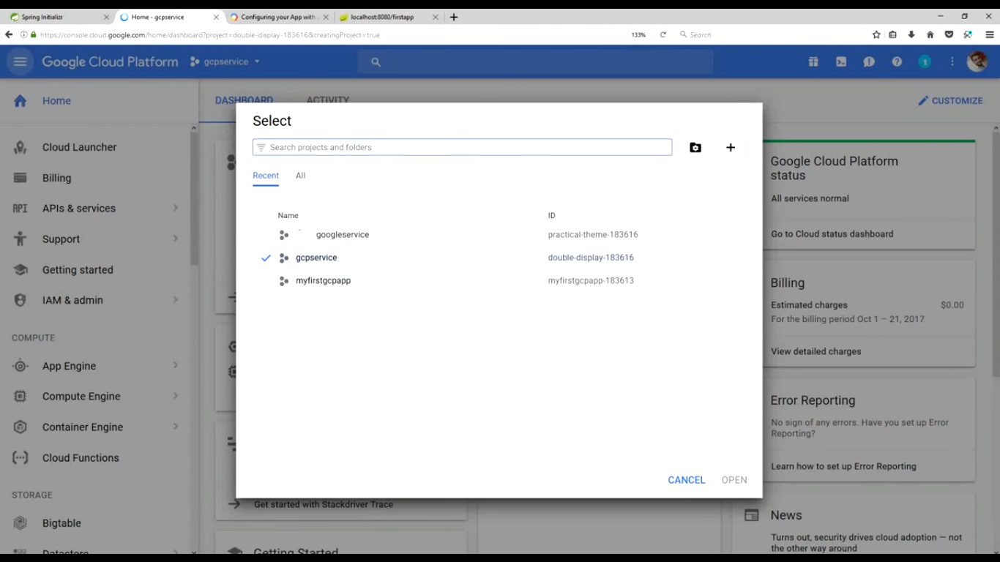 Spring Initializr
Home - gcpservice
Configuring your App with
localhost:8080/firstapp
https://console.cloud.google.com/home/dashboard?project=double-display-183616&creatingProject=true
133%
Search
Google Cloud Platform
gcpservice
1
Home
DASHBOARD
ACTIVITY
CUSTOMIZE
Cloud Launcher
Billing
API
APIs & services
Support
Getting started
IAM & admin
COMPUTE
App Engine
Compute Engine
Container Engine
Cloud Functions
STORAGE
Bigtable
Datastore
Select
Search projects and folders
Recent
All
Name
ID
googleservice
practical-theme-183616
gcpservice
double-display-183616
myfirstgcpapp
myfirstgcpapp-183613
CANCEL
OPEN
Get started with Stackdriver Trace
Getting Started
Google Cloud Platform
status
All services normal
Go to Cloud status dashboard
Billing
Estimated charges
$0.00
For the billing period Oct 1 – 21, 2017
View detailed charges
Error Reporting
No sign of any errors. Have you set up Error
Reporting?
Learn how to set up Error Reporting
News
Turns out, security drives cloud adoption — not
the other way around